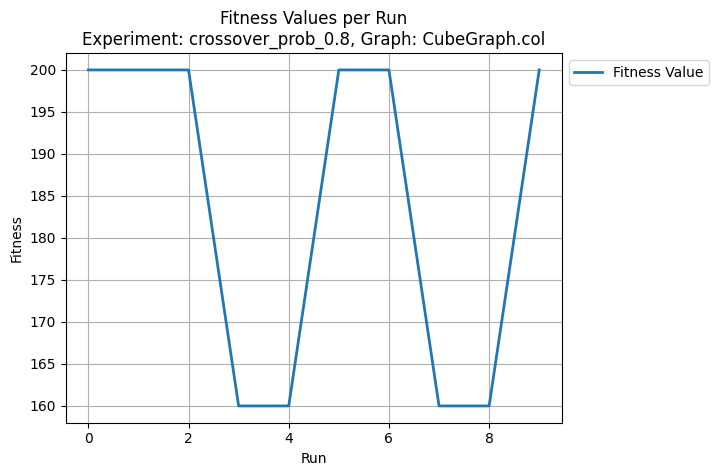 Fitness Values per Run
Experiment: crossover_prob_0.8, Graph: CubeGraph.col
Fitness Value
200
195
190
185
180
175
170
165
160
Fitness
0 2 4 6 8
Run